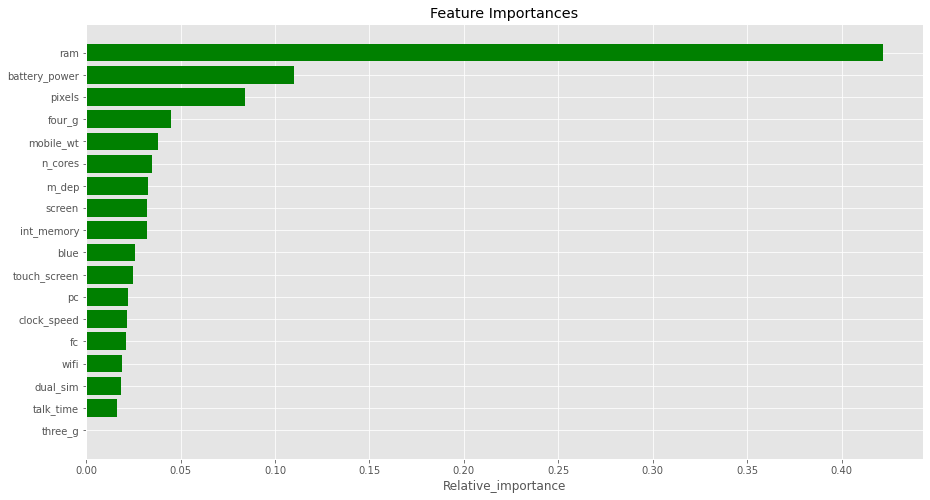 Feature Importances
ram
battery_power
pixels
four_g
mobile_wt
n_cores
m_dep
screen
int_memory
blue
touch_screen
pc
clock_speed
fc
wifi
dual_sim
talk_time
three_g
0.00 0.05 0.10 0.15 0.20 0.25 0.30 0.35 0.40
Relative_importance